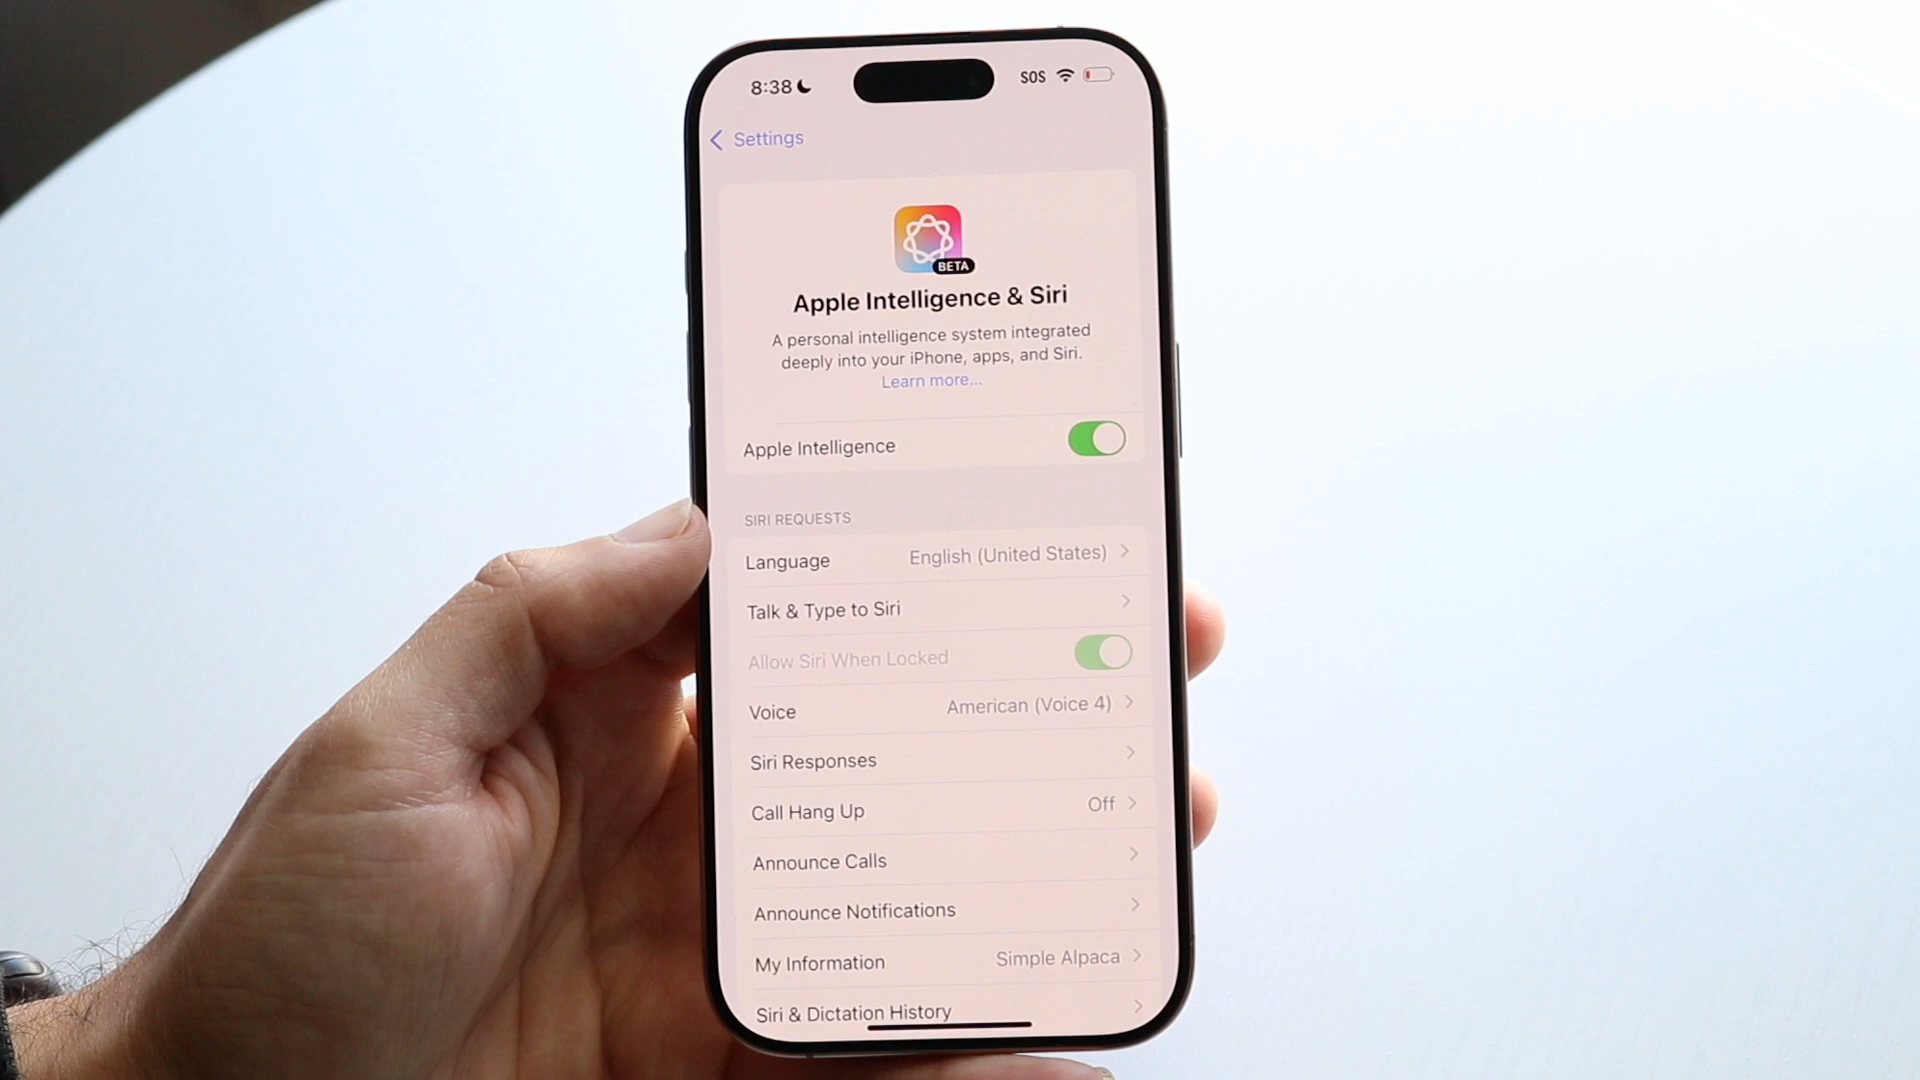 8:38
SOS
Settings
BETA
Apple Intelligence & Siri
A personal intelligence system integrated
deeply into your iPhone, apps, and Siri.
Learn more...
Apple Intelligence
SIRI REQUESTS
Language English (United States)
Talk & Type to Siri
Allow Siri When Locked
Voice American (Voice 4)
Siri Responses
Call Hang Up Off
Announce Calls
Announce Notifications
My Information Simple Alpaca
Siri & Dictation History